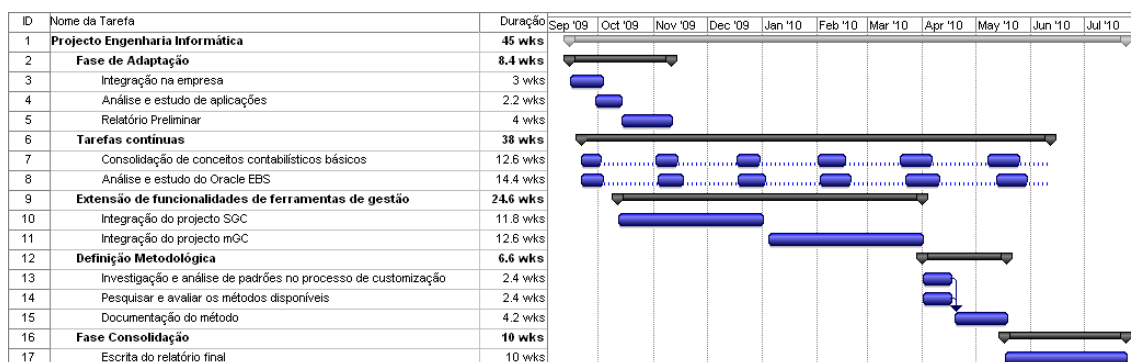 ID Nome da Tarefa Duração Sep '09 Oct '09 Nov '09 Dec '09 Jan '10 Feb '10 Mar '10 Apr '10 May '10 Jun '10 Jul '10
1 Projecto Engenharia Informática 45 wks
2 Fase de Adaptação 8.4 wks
3 Integração na empresa 3 wks
4 Análise e estudo de aplicações 2.2 wks
5 Relatório Preliminar 4 wks
6 Tarefas contínuas 38 wks
7 Consolidação de conceitos contabilísticos básicos 12.6 wks
8 Análise e estudo do Oracle EBS 14.4 wks
9 Extensão de funcionalidades de ferramentas de gestão 24.6 wks
10 Integração do projecto SGC 11.8 wks
11 Integração do projecto mGC 12.6 wks
12 Definição Metodológica 6.6 wks
13 Investigação e análise de padrões no processo de customização 2.4 wks
14 Pesquisar e avaliar os métodos disponíveis 2.4 wks
15 Documentação do método 4.2 wks
16 Fase Consolidação 10 wks
17 Escrita do relatório final 10 wks